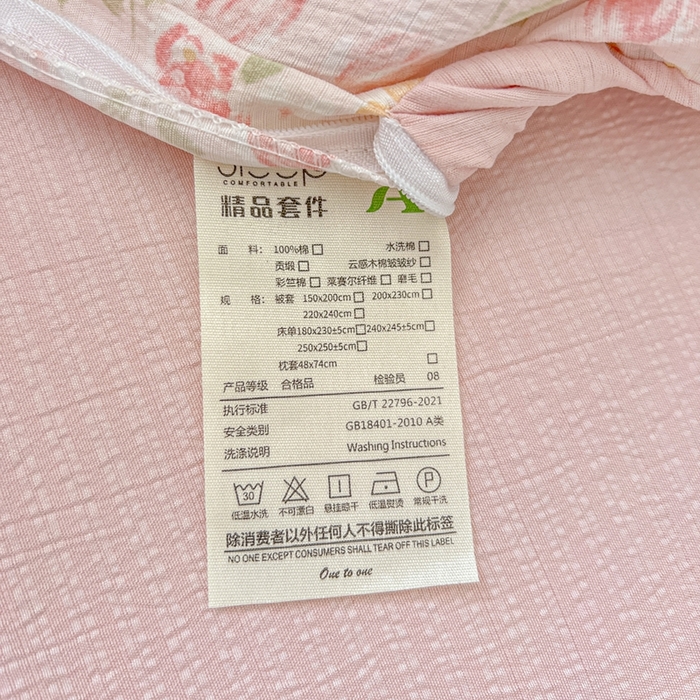 COMFORTABLE
精品套件
面 料: 100%棉□ 水洗棉□
贡缎□ 云感木棉皱皱纱□
彩竺棉□ 莱赛尔纤维□ 磨毛□
规 格: 被套 150x200cm□ 200x230cm□
220x240cm□
床单180x230±5cm□240x245±5cm□
250x250±5cm□
枕套48x74cm □
产品等级 合格品 检验员 08
执行标准 GB/T 22796-2021
安全类别 GB18401-2010 A类
洗涤说明 Washing Instructions
30 P
低温水洗 不可漂白 悬挂晾干 低温熨烫 常规干洗
除消费者以外任何人不得撕除此标签
NO ONE EXCEPT CONSUMERS SHALL TEAR OFF THIS LABEL
One to one